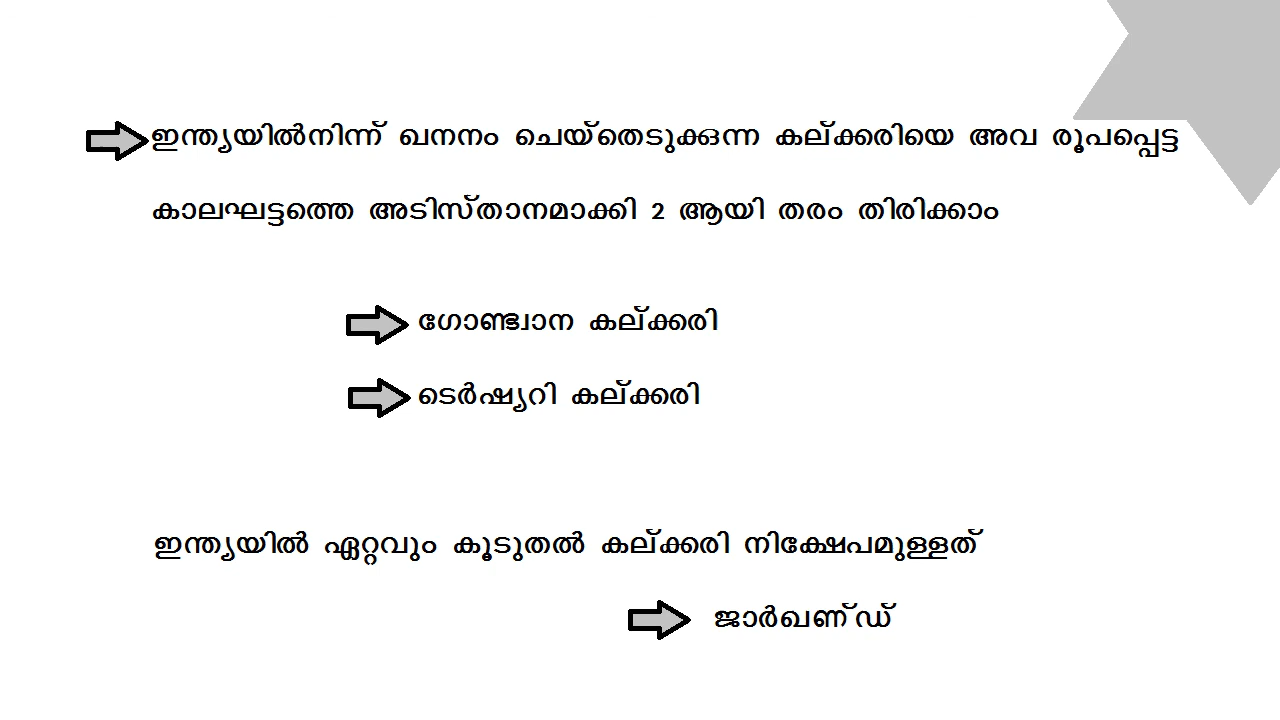 ഇന്ത്യയിൽനിന്ന് ഖനനം ചെയ്തെടുക്കുന്ന കല്ക്കരിയെ അവ രൂപപ്പെട്ട
കാലഘട്ടത്തെ അടിസ്താനമാക്കി 2 ആയി തരം തിരിക്കാം
ഗോണ്ട്വാന കല്ക്കരി
ടെർഷ്യറി കല്ക്കരി
ഇന്ത്യയിൽ ഏറ്റവും കൂടുതൽ കല്ക്കരി നിക്ഷേപമുള്ളത്
ജാർഖണ്ഡ്